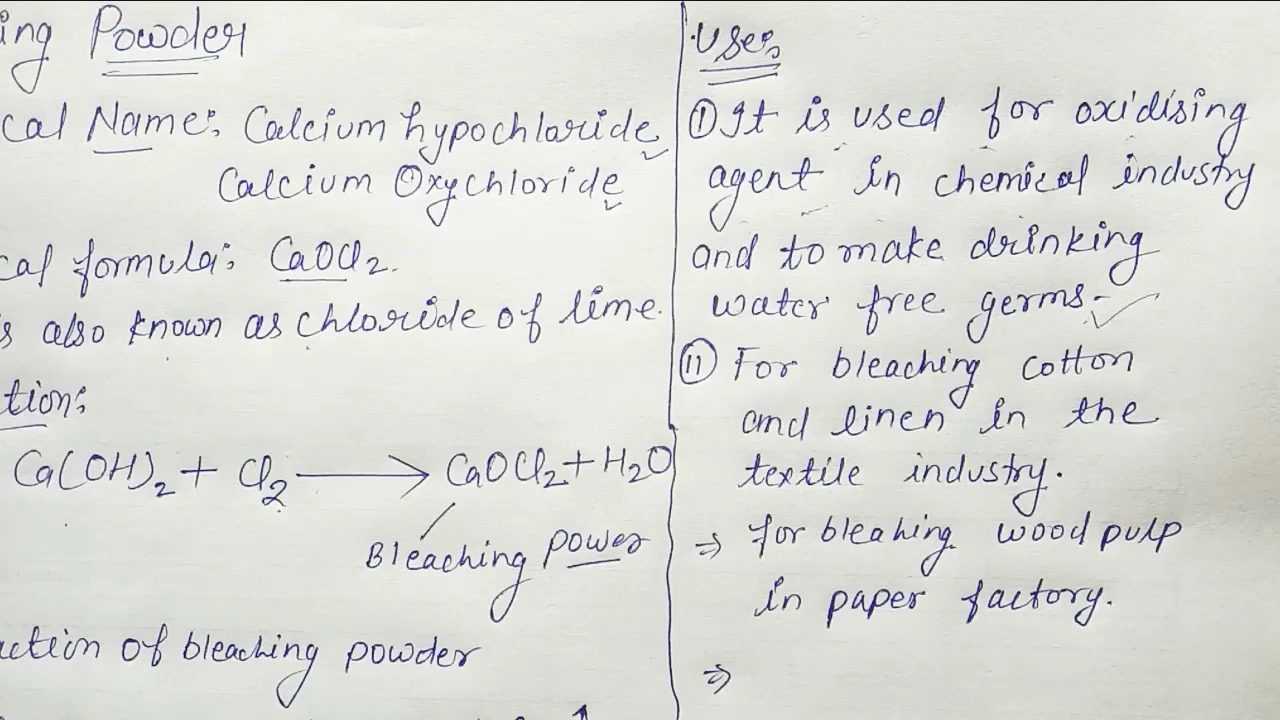 ing Powder
cal Name: Calcium hypochloride,
Calcium Oxychloride
cal formula: CaOCl2.
s also known as chloride of lime.
tion:
Ca(OH)2 + Cl2 → CaOCl2 + H2O
Bleaching power
action of bleaching powder
Uses
① It is used for oxidising
agent in chemical industry
and to make drinking
water free germs-
⑪ For bleaching cotton
and linen in the
textile industry.
⇒ for bleahing wood pulp
in paper factory.
⇒